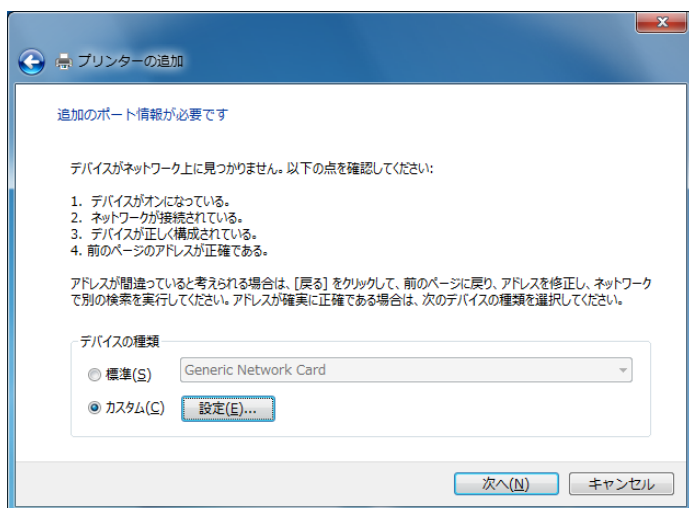 プリンターの追加
追加のポート情報が必要です
デバイスがネットワーク上に見つかりません。以下の点を確認してください:
1. デバイスがオンになっている。
2. ネットワークが接続されている。
3. デバイスが正しく構成されている。
4. 前のページのアドレスが正確である。
アドレスが間違っていると考えられる場合は、[戻る] をクリックして、前のページに戻り、アドレスを修正し、ネットワーク
で別の検索を実行してください。アドレスが確実に正確である場合は、次のデバイスの種類を選択してください。
デバイスの種類
標準(S)
Generic Network Card
カスタム(C)
設定(E)...
次へ(N)
キャンセル